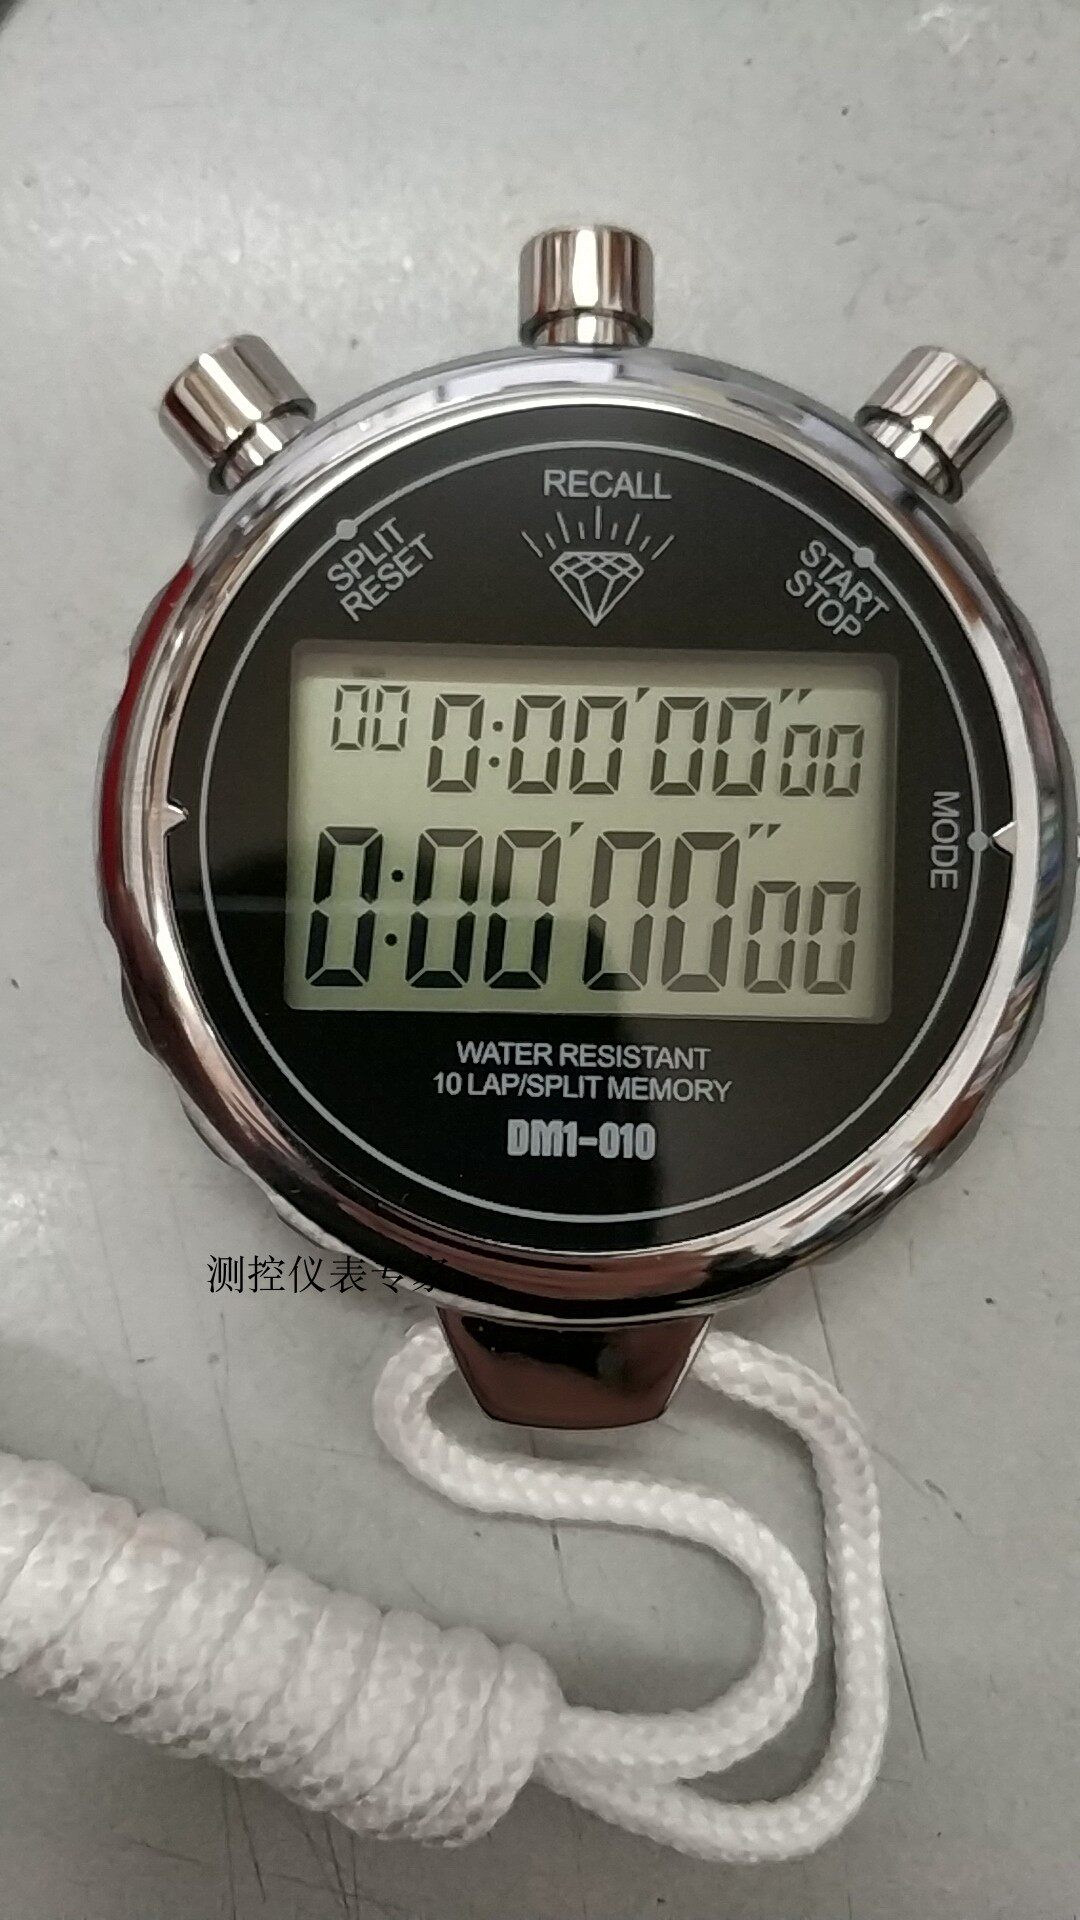 RECALL
SPLIT
RESET
START
STOP
00 0:00'00"00
0:00'00"00
MODE
WATER RESISTANT
10 LAP/SPLIT MEMORY
DM1-010
测控仪表专家